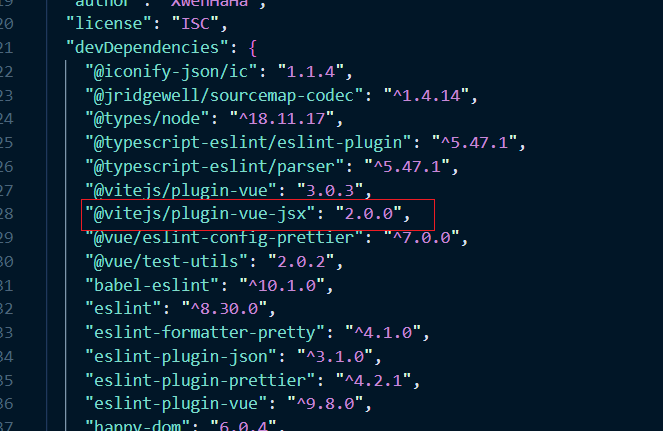 19 "author": "XwenHaHa",
20 "license": "ISC",
21 "devDependencies": {
22 "@iconify-json/ic": "1.1.4",
23 "@jridgewell/sourcemap-codec": "^1.4.14",
24 "@types/node": "^18.11.17",
25 "@typescript-eslint/eslint-plugin": "^5.47.1",
26 "@typescript-eslint/parser": "^5.47.1",
27 "@vitejs/plugin-vue": "3.0.3",
28 "@vitejs/plugin-vue-jsx": "2.0.0",
29 "@vue/eslint-config-prettier": "^7.0.0",
30 "@vue/test-utils": "2.0.2",
31 "babel-eslint": "^10.1.0",
32 "eslint": "^8.30.0",
33 "eslint-formatter-pretty": "^4.1.0",
34 "eslint-plugin-json": "^3.1.0",
35 "eslint-plugin-prettier": "^4.2.1",
36 "eslint-plugin-vue": "^9.8.0",
37 "happy-dom": "6.0.4",